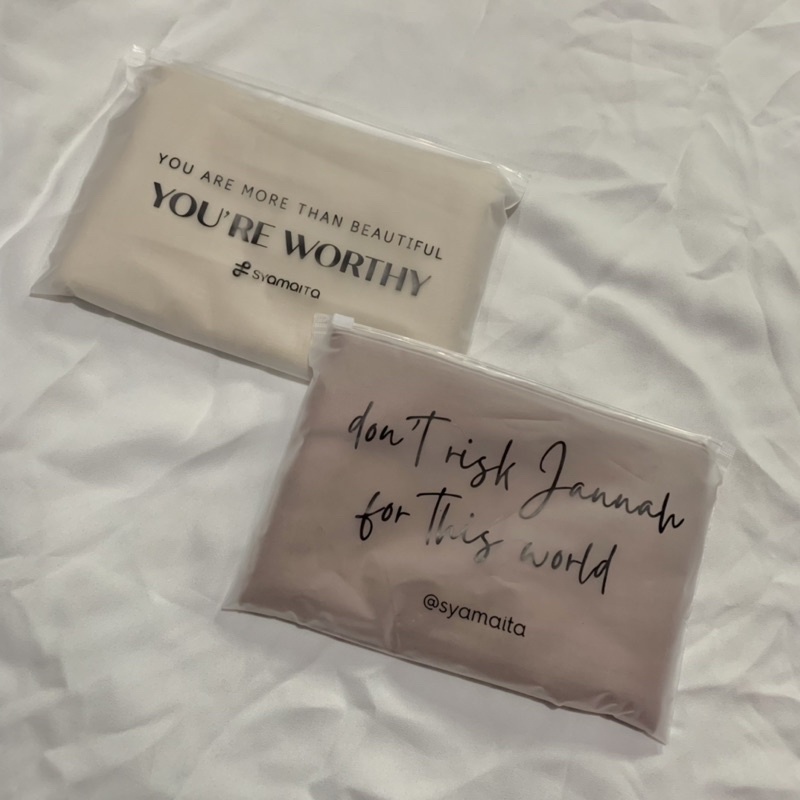 YOU ARE MORE THAN BEAUTIFUL
YOU'RE WORTHY
syamaita
don't risk Jannah
for this world
@syamaita